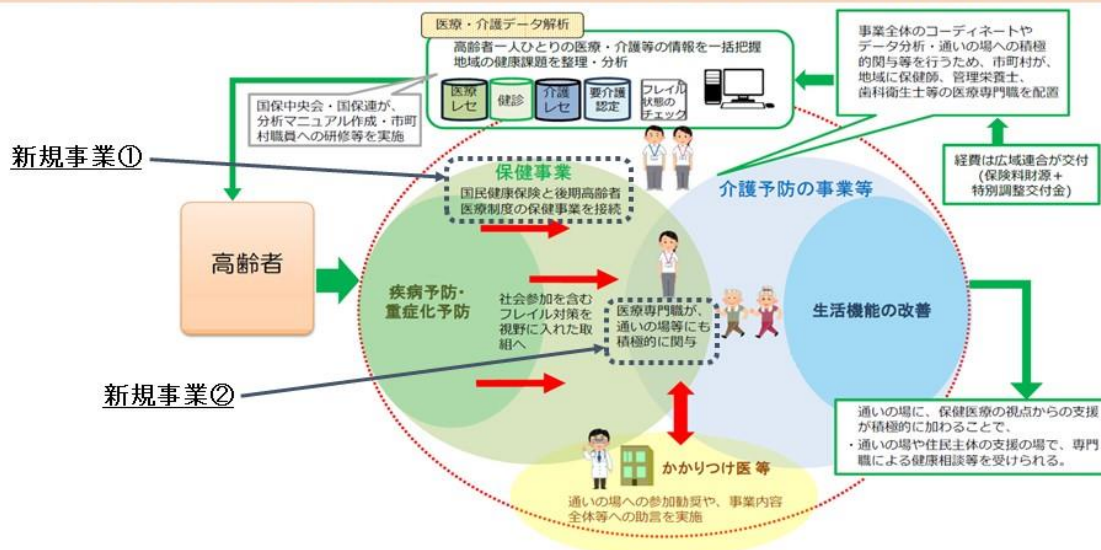 医療・介護データ解析
高齢者一人ひとりの医療・介護等の情報を一括把握
地域の健康課題を整理・分析
医療
レセ
健診
介護
レセ
要介護
認定
フレイル
状態の
チェック
事業全体のコーディネートや
データ分析・通いの場への積極
的関与等を行うため、市町村が、
地域に保健師、管理栄養士、
歯科衛生士等の医療専門職を配置
国保中央会・国保連が、
分析マニュアル作成・市町
村職員への研修等を実施
経費は広域連合が交付
(保険料財源+
特別調整交付金)
新規事業①
保健事業
国民健康保険と後期高齢者
医療制度の保健事業を接続
介護予防の事業等
高齢者
疾病予防・
重症化予防
社会参加を含む
フレイル対策を
視野に入れた取
組へ
医療専門職が、
通いの場等にも
積極的に関与
生活機能の改善
新規事業②
通いの場に、保健医療の視点からの支援
が積極的に加わることで、
・通いの場や住民主体の支援の場で、専門
職による健康相談等を受けられる。
かかりつけ医 等
通いの場への参加勧奨や、事業内容
全体等への助言を実施